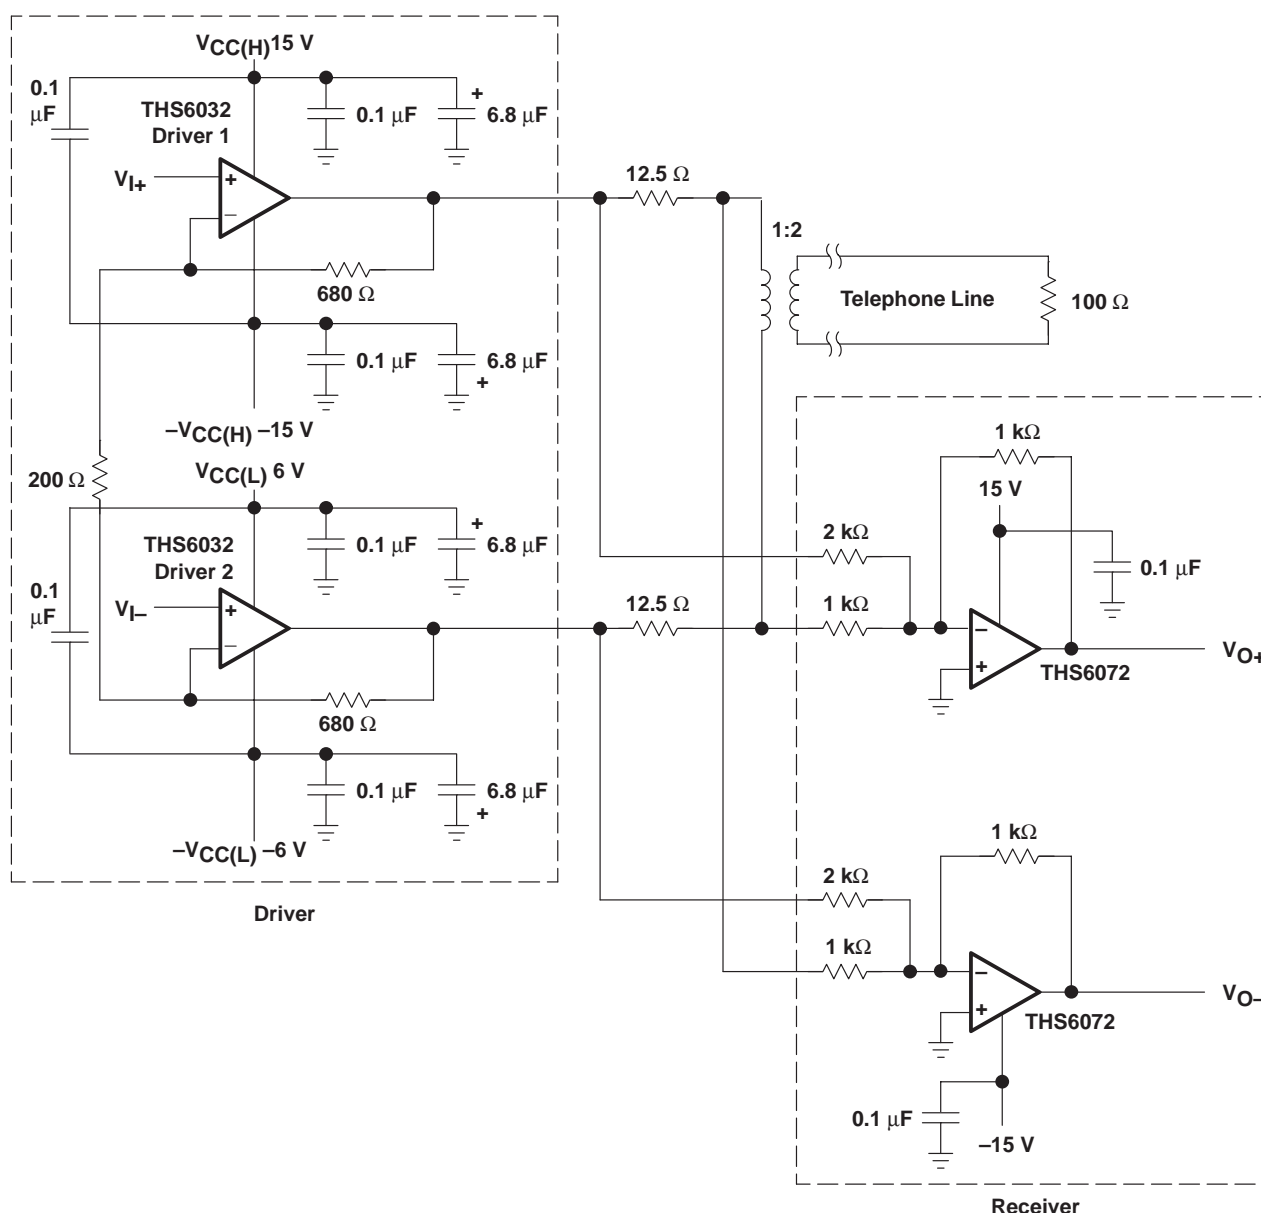 VCC(H) 15 V
0.1
μF
THS6032
Driver 1
0.1 μF
+
6.8 μF
VI+
+
–
680 Ω
12.5 Ω
1:2
Telephone Line
100 Ω
0.1 μF
6.8 μF
+
–VCC(H) –15 V
200 Ω
VCC(L) 6 V
THS6032
Driver 2
0.1 μF
+
6.8 μF
0.1
μF
VI–
+
–
680 Ω
12.5 Ω
0.1 μF
6.8 μF
+
–VCC(L) –6 V
Driver
1 kΩ
15 V
2 kΩ
0.1 μF
1 kΩ
–
+
THS6072
VO+
1 kΩ
2 kΩ
1 kΩ
–
+
THS6072
VO–
0.1 μF
–15 V
Receiver